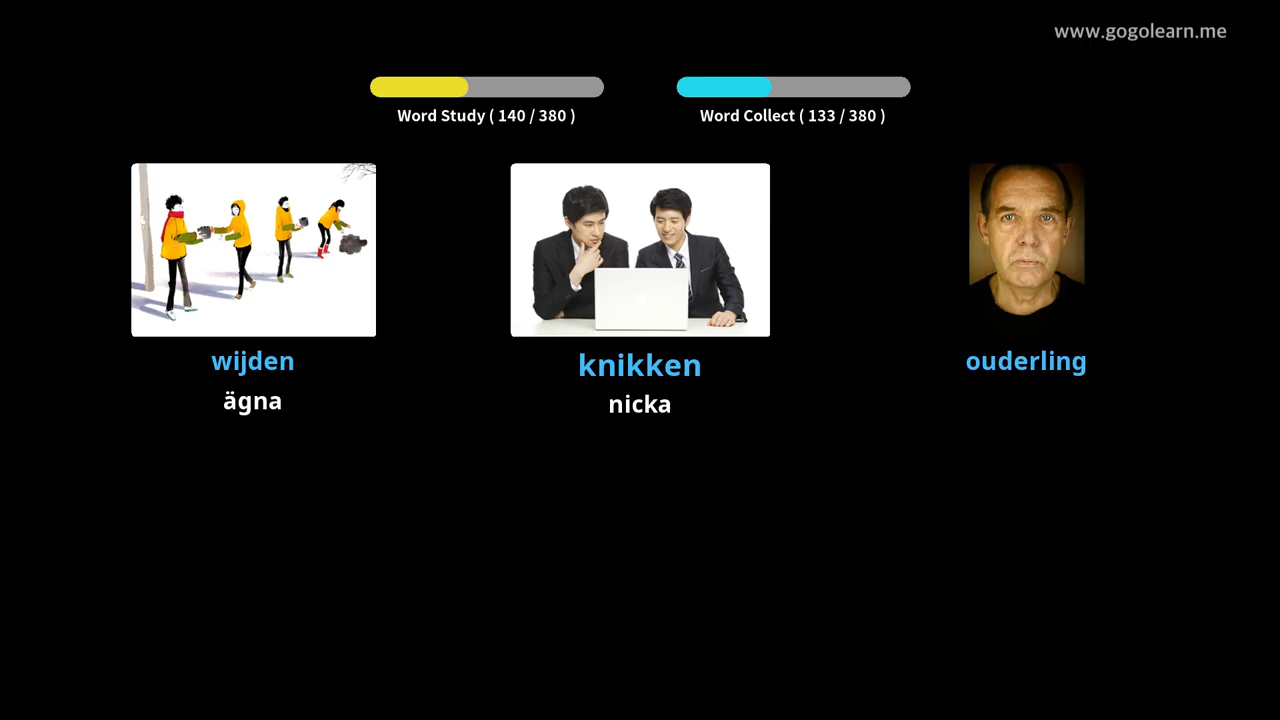 www.gogolearn.me
Word Study ( 140 / 380 )
Word Collect ( 133 / 380 )
wijden
ägna
knikken
nicka
ouderling